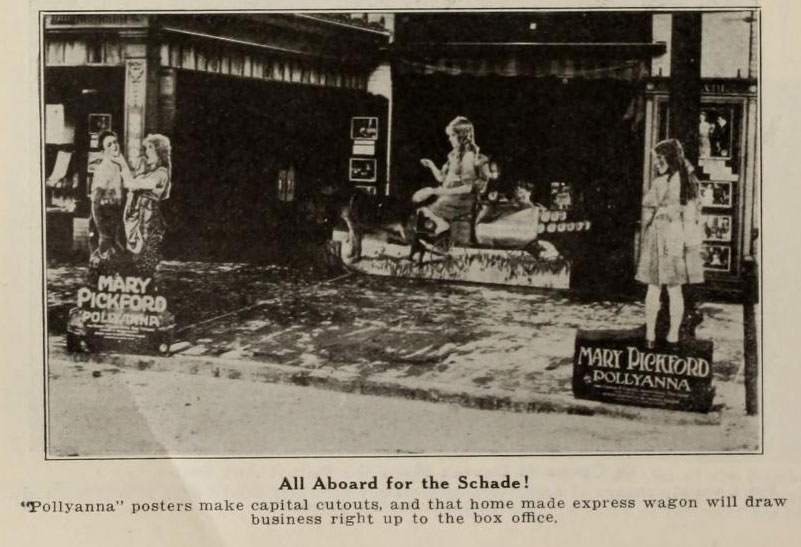 MARY
PICKFORD
POLLYANNA
MARY PICKFORD
POLLYANNA
All Aboard for the Schade!
"Pollyanna" posters make capital cutouts, and that home made express wagon will draw
business right up to the box office.